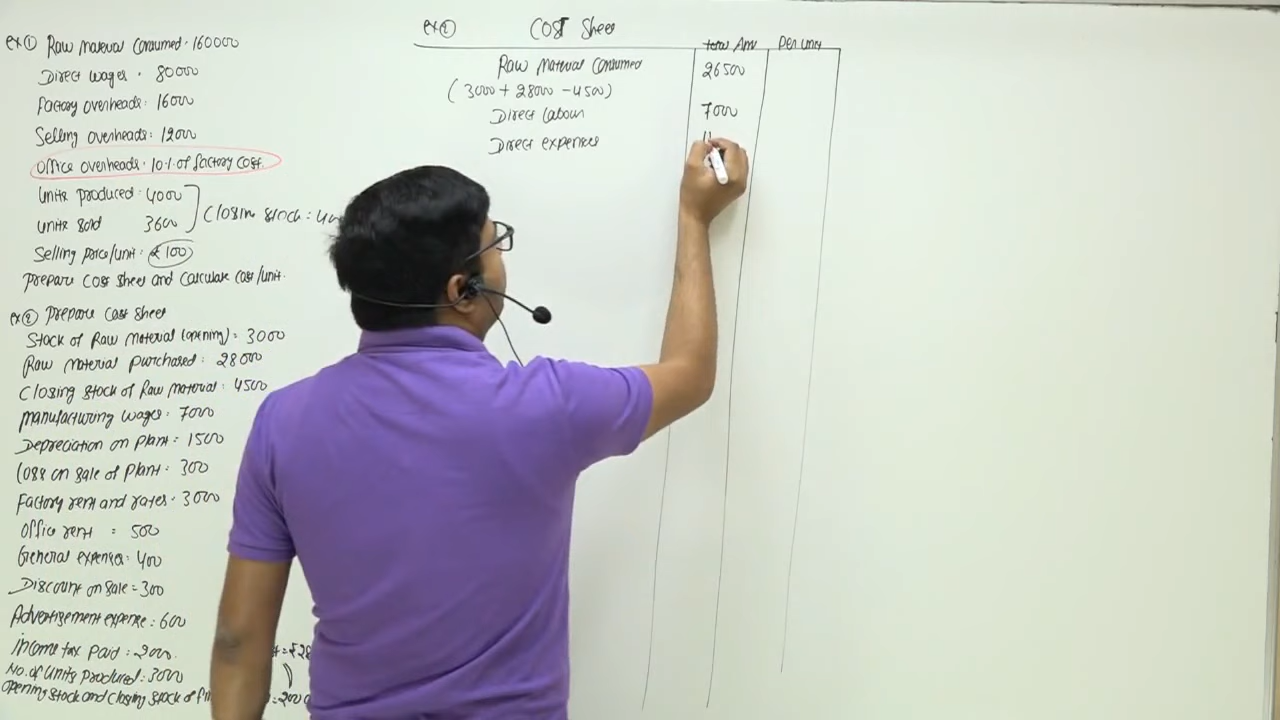 ex① Raw Material Consumed · 160000
Direct wages · 80000
Factory overheads: 16000
Selling overheads: 12000
Office overheads · 10% of factory cost.
Units produced · 4000
Units sold 3600
Closing stock:
Selling price/unit: ₹100
Prepare Cost sheet and Calculate Cost/unit.
ex② Prepare Cost sheet
Stock of Raw Material (opening) = 3000
Raw Material Purchased: 28000
Closing stock of Raw Material: 4500
Manufacturing wages: 7000
Depreciation on Plant = 1500
Loss on sale of Plant: 300
Factory rent and rates · 3000
Office rent = 500
General expenses: 400
Discount on sale = 300
Advertisement expense: 600
Income tax Paid: 2000.
No. of Units Produced: 3000
Opening Stock and Closing Stock of = 200
ex② Cost Sheet
Total Amt Per Unit
Raw Material Consumed 26500
(3000 + 28000 - 4500)
Direct Labour 7000
Direct expenses